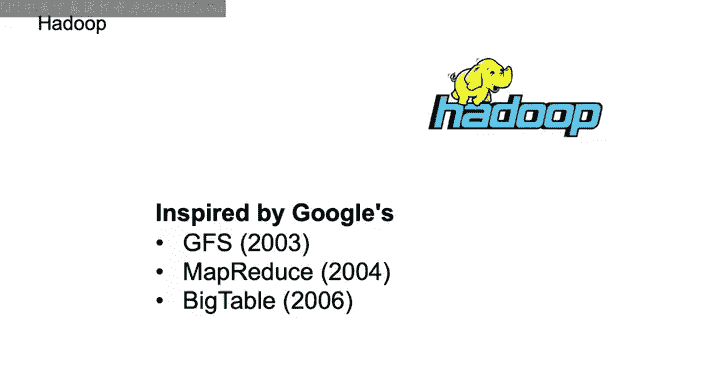 Hadoop
hadoop
Inspired by Google's
• GFS (2003)
• MapReduce (2004)
• BigTable (2006)